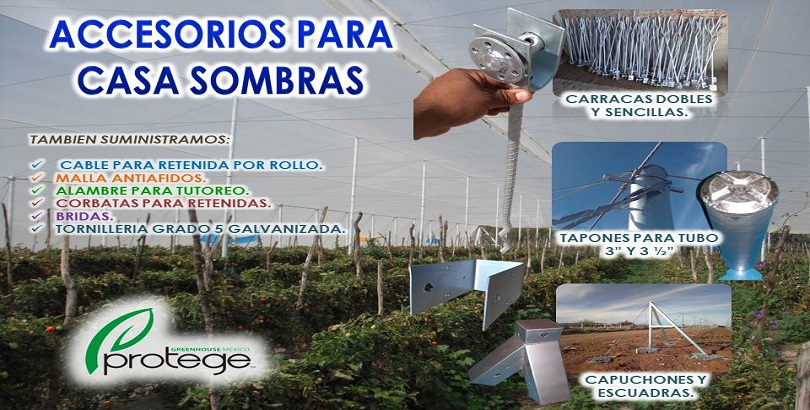 ACCESORIOS PARA
CASA SOMBRAS
TAMBIEN SUMINISTRAMOS:
CABLE PARA RETENIDA POR ROLLO.
MALLA ANTIAFIDOS.
ALAMBRE PARA TUTOREO.
CORBATAS PARA RETENIDAS.
BRIDAS.
TORNILLERIA GRADO 5 GALVANIZADA.
CARRACAS DOBLES
Y SENCILLAS.
TAPONES PARA TUBO
3” Y 3 ½”
CAPUCHONES Y
ESCUADRAS.
GREENHOUSE MEXICO
protege